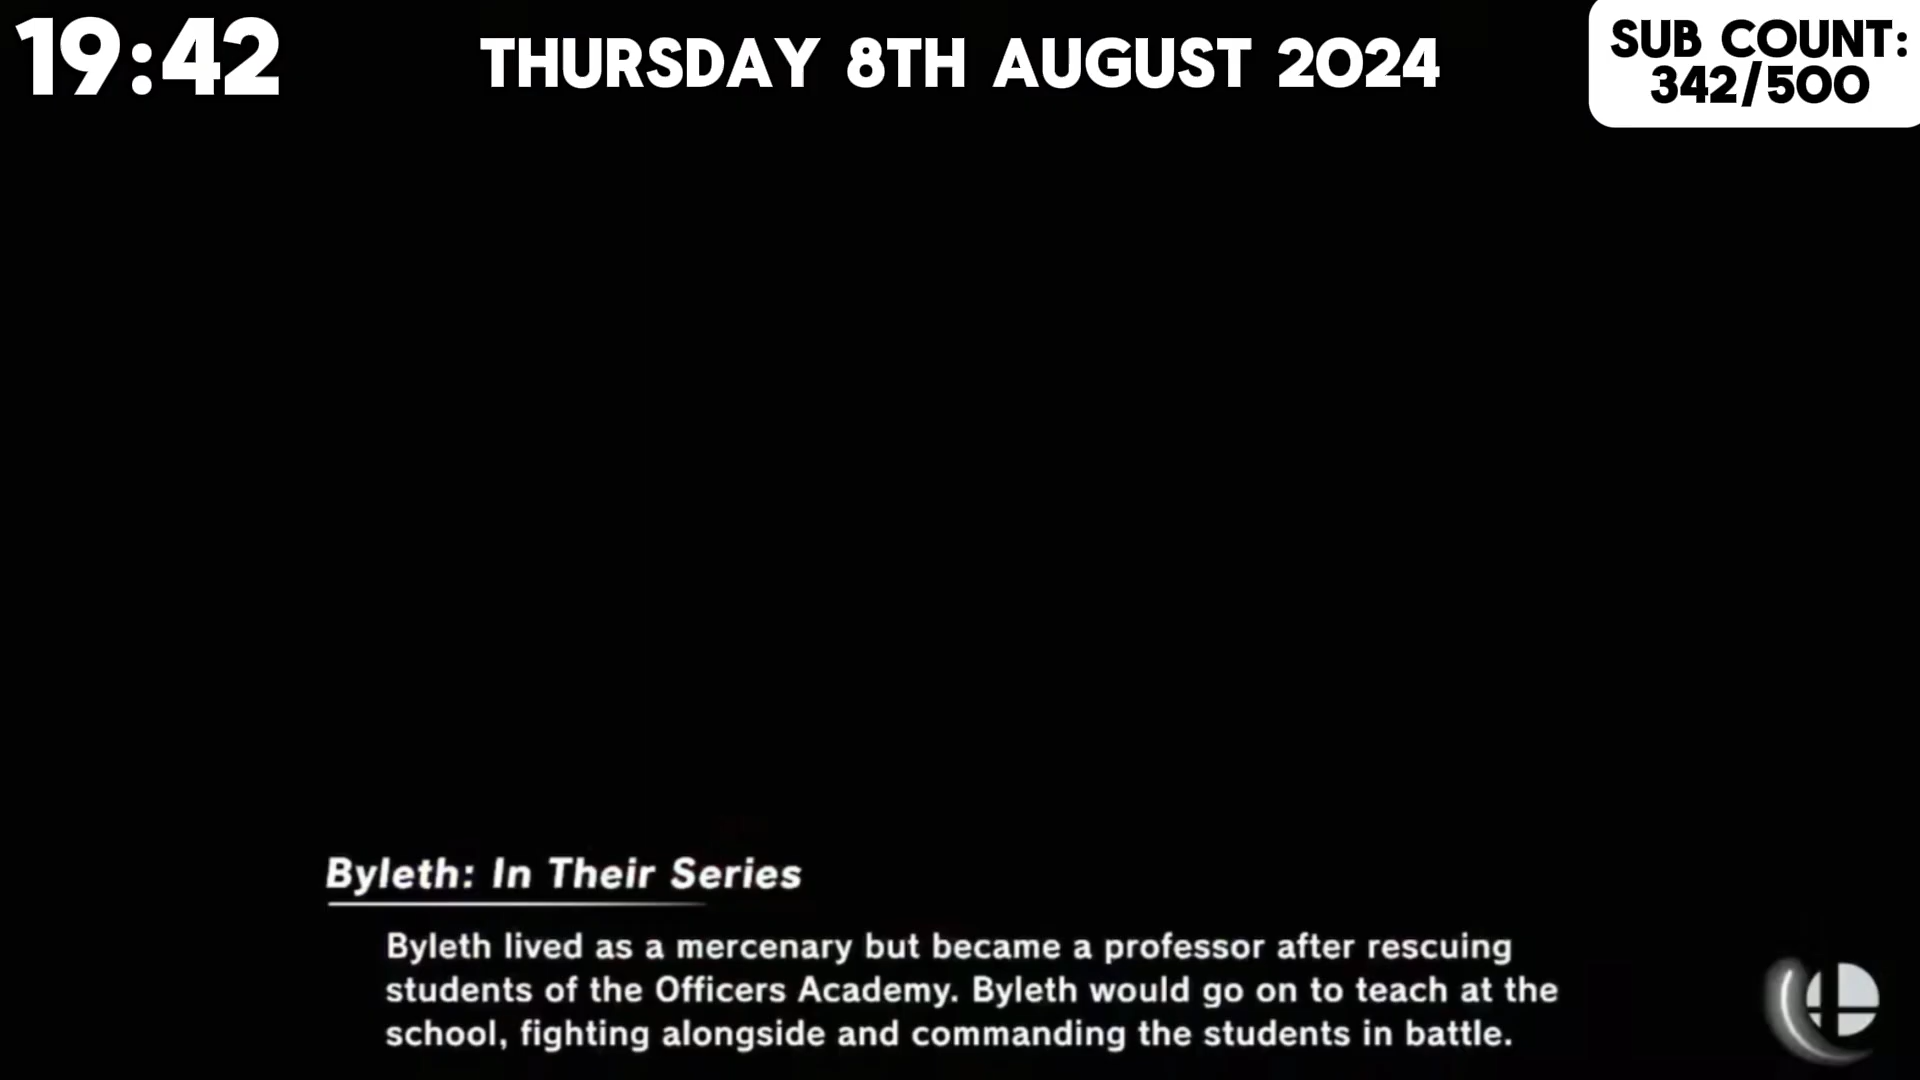 19:42
THURSDAY 8TH AUGUST 2024
SUB COUNT:
342/500
Byleth: In Their Series
Byleth lived as a mercenary but became a professor after rescuing
students of the Officers Academy. Byleth would go on to teach at the
school, fighting alongside and commanding the students in battle.